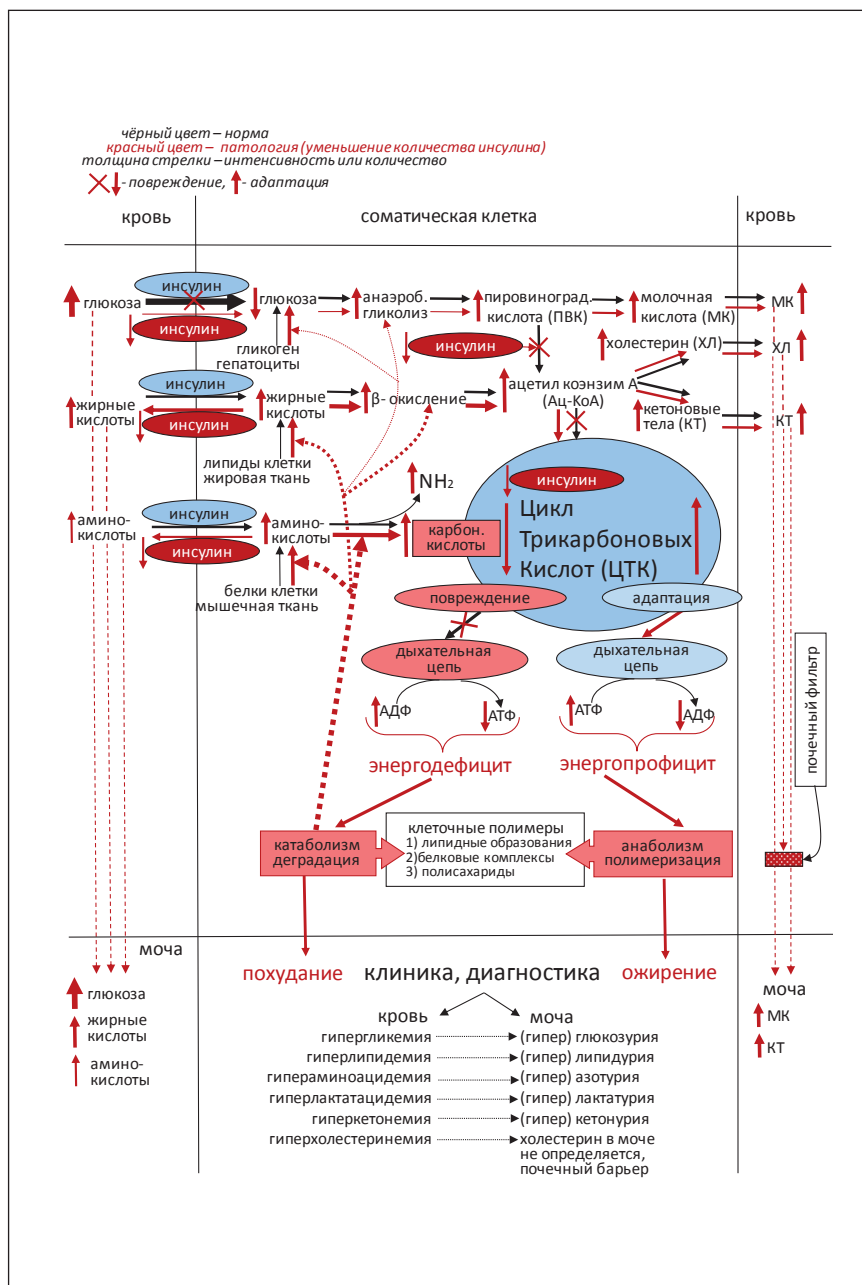 чёрный цвет – норма
красный цвет – патология (уменьшение количества инсулина)
толщина стрелки – интенсивность или количество
- повреждение, - адаптация
кровь
соматическая клетка
кровь
инсулин
глюкоза
инсулин
глюкоза
анаэроб.
гликолиз
пировиноград.
кислота (ПВК)
молочная
кислота (МК)
МК
гликоген
гепатоциты
инсулин
холестерин (ХЛ)
ХЛ
инсулин
жирные
кислоты
инсулин
жирные
кислоты
β- окисление
ацетил коэнзим А
(Ац-КоА)
кетоновые
тела (КТ)
КТ
липиды клетки
жировая ткань
NH₂
инсулин
амино-
кислоты
инсулин
амино-
кислоты
карбон.
кислоты
инсулин
Цикл
Трикарбоновых
Кислот (ЦТК)
белки клетки
мышечная ткань
повреждение
адаптация
дыхательная
цепь
дыхательная
цепь
АДФ
АТФ
АТФ
АДФ
почечный фильтр
энергодефицит
энергопрофицит
катаболизм
деградация
клеточные полимеры
1) липидные образования
2)белковые комплексы
3) полисахариды
анаболизм
полимеризация
моча
похудание
клиника, диагностика
ожирение
моча
глюкоза
жирные
кислоты
амино-
кислоты
МК
КТ
кровь
моча
гипергликемия
(гипер) глюкозурия
гиперлипидемия
(гипер) липидурия
гипераминоацидемия
(гипер) азотурия
гиперлактатацидемия
(гипер) лактатурия
гиперкетонемия
(гипер) кетонурия
гиперхолестеринемия
холестерин в моче
не определяется,
почечный барьер